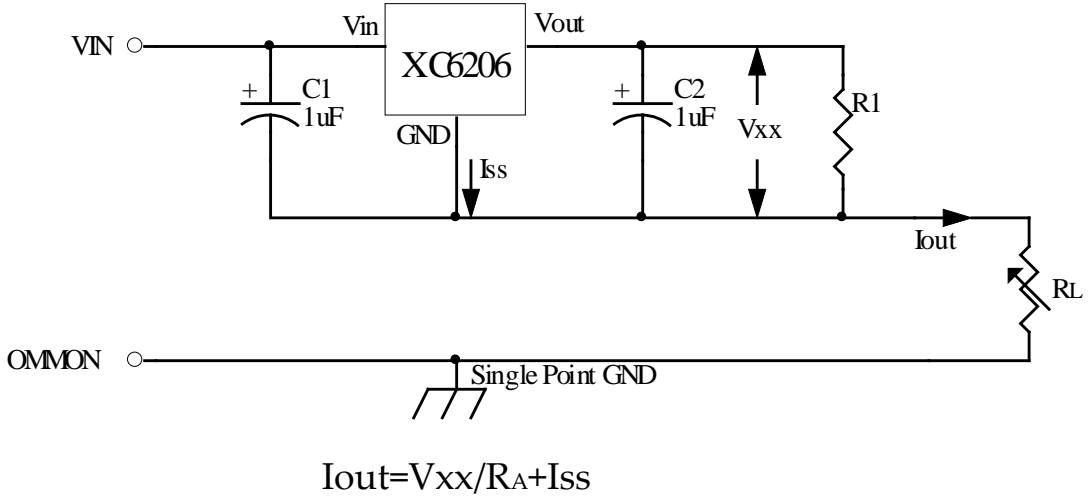 Vin
Vout
VIN
XC6206
+
C1
1uF
+
C2
1uF
R1
GND
Vxx
Iss
Iout
RL
OMMON
Single Point GND
Iout=Vxx/RA+Iss